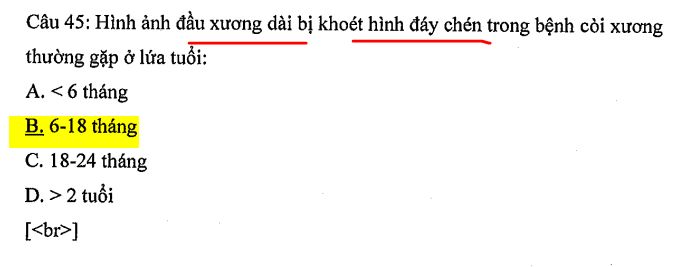 Câu 45: Hình ảnh đầu xương dài bị khoét hình đáy chén trong bệnh còi xương
thường gặp ở lứa tuổi:
A. < 6 tháng
B. 6-18 tháng
C. 18-24 tháng
D. > 2 tuổi
[<br>]